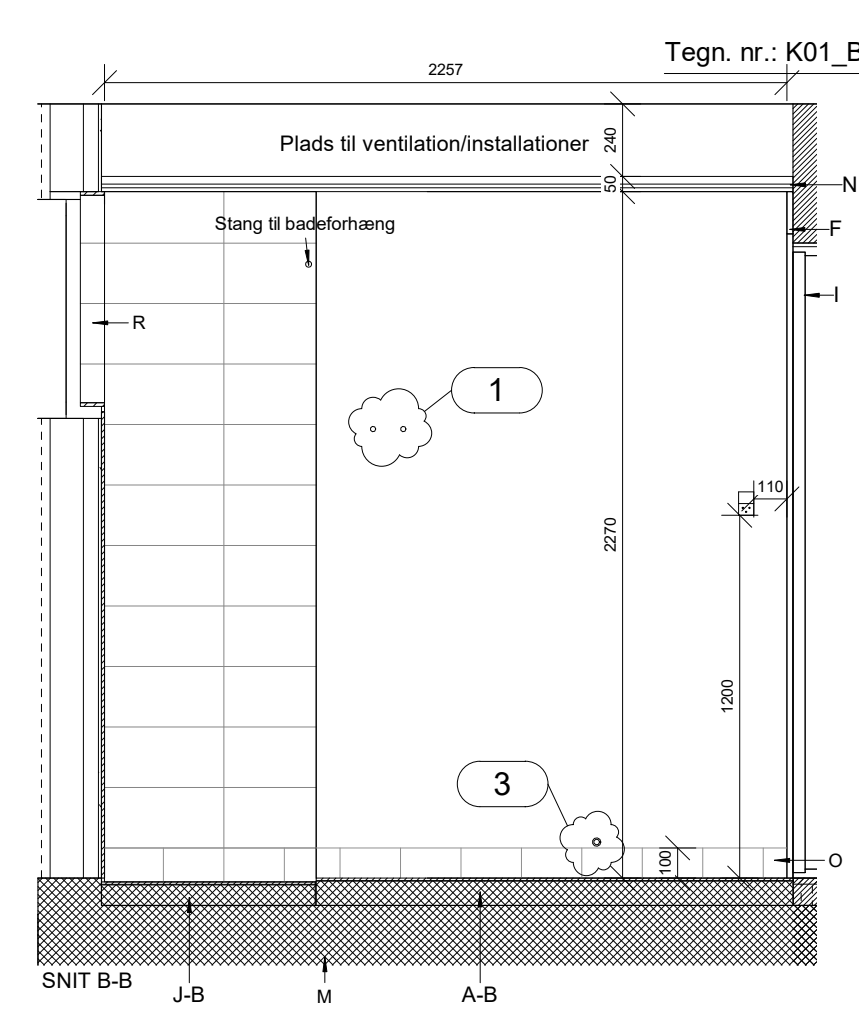 Tegn. nr.: K01_B
2257
Plads til ventilation/installationer
240
50
N
Stang til badeforhæng
F
I
R
1
110
2270
1200
3
100
O
SNIT B-B
J-B
M
A-B